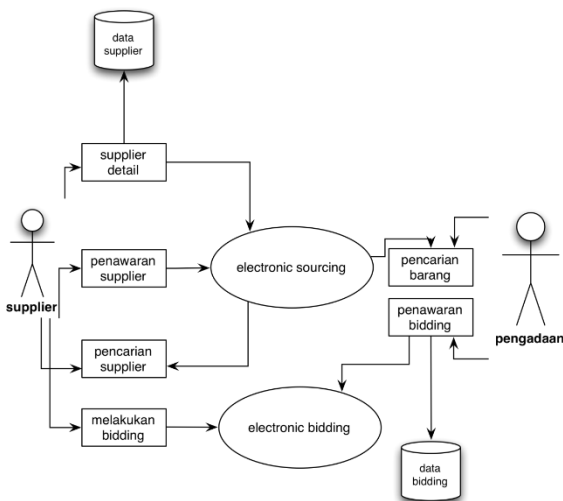 data
supplier
supplier
detail
penawaran
supplier
electronic sourcing
pencarian
barang
supplier
penawaran
bidding
pengadaan
pencarian
supplier
melakukan
bidding
electronic bidding
data
bidding